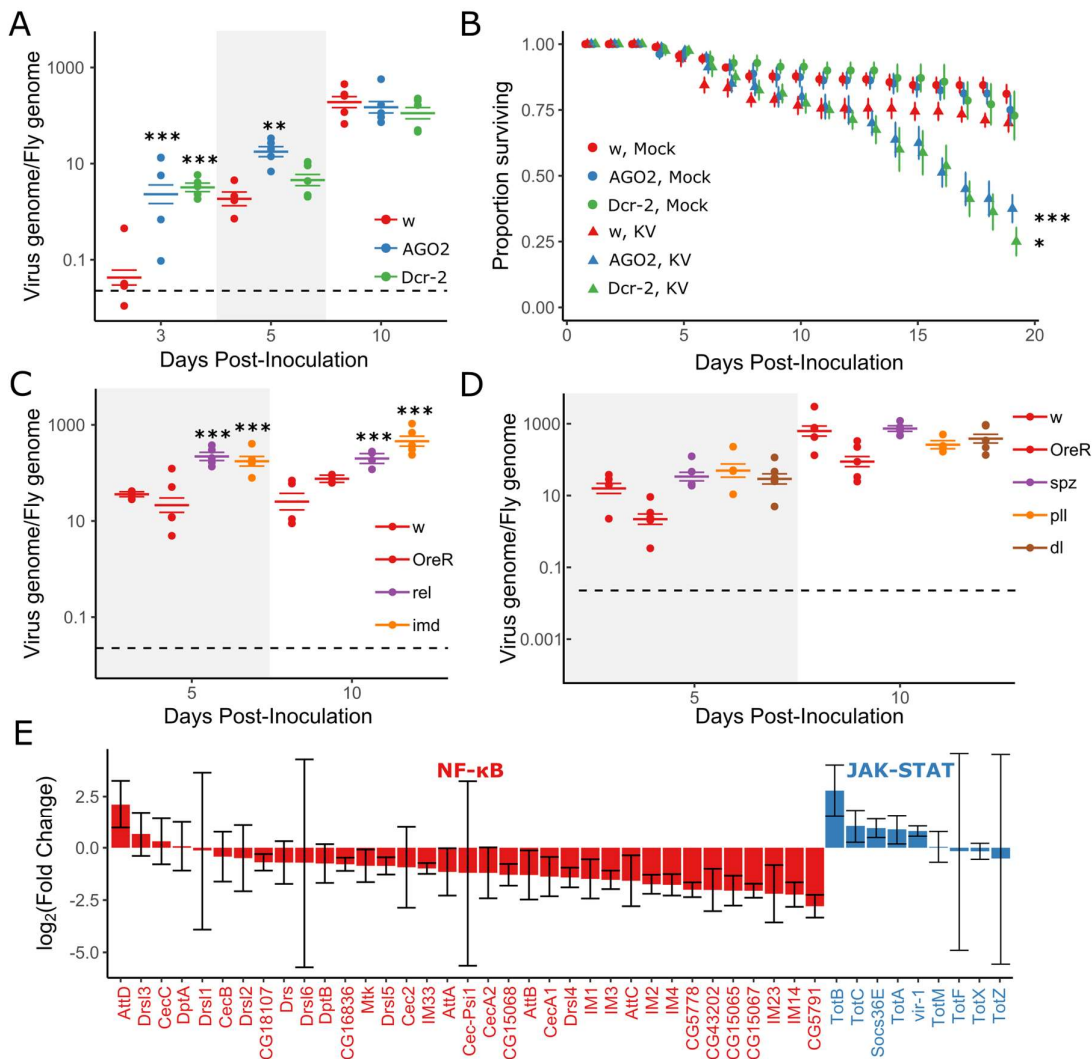 A
Virus genome/Fly genome
1000
10
0.1
***
***
**
w
AGO2
Dcr-2
3
5
10
Days Post-Inoculation
B
Proportion surviving
1.00
0.75
0.50
0.25
0.00
w, Mock
AGO2, Mock
Dcr-2, Mock
w, KV
AGO2, KV
Dcr-2, KV
***
*
0
5
10
15
20
Days Post-Inoculation
C
Virus genome/Fly genome
1000
10
0.1
***
***
***
***
w
OreR
rel
imd
5
10
Days Post-Inoculation
D
Virus genome/Fly genome
1000
10
0.1
0.001
w
OreR
spz
pll
dl
5
10
Days Post-Inoculation
E
log2(Fold Change)
2.5
0.0
-2.5
-5.0
NF-κB
JAK-STAT
AttD
Drsl3
CecC
DptA
Drsl1
CecB
Drsl2
CG18107
Drs
Drsl6
DptB
CG16836
Mtk
Drsl5
Cec2
IM33
AttA
Cec-Psi1
CecA2
CG15068
AttB
CecA1
Drsl4
IM1
IM3
AttC
IM2
IM4
CG5778
CG43202
CG15065
CG15067
IM23
IM14
CG5791
TotB
TotC
Socs36E
TotA
vir-1
TotM
TotF
TotX
TotZ